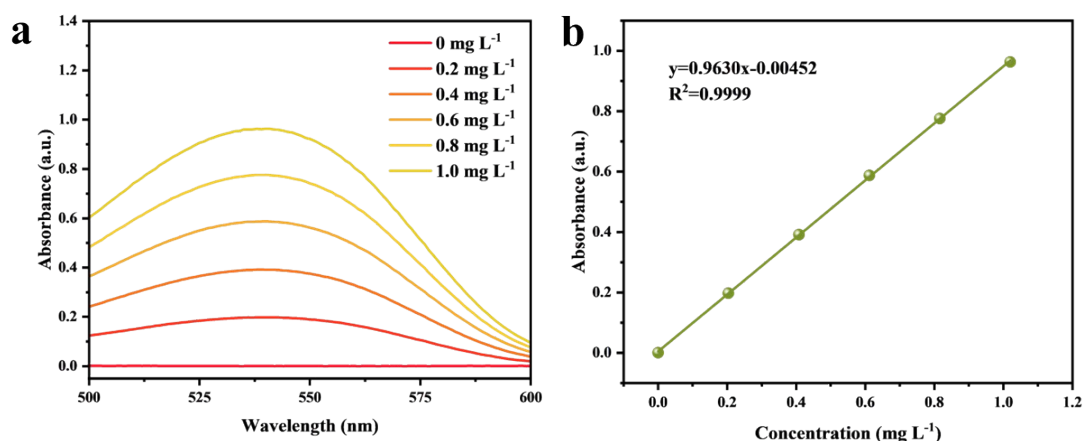 a
1.4
1.2
1.0
0.8
0.6
0.4
0.2
0.0
Absorbance (a.u.)
0 mg L⁻¹
0.2 mg L⁻¹
0.4 mg L⁻¹
0.6 mg L⁻¹
0.8 mg L⁻¹
1.0 mg L⁻¹
500 525 550 575 600
Wavelength (nm)
b
1.0
0.8
0.6
0.4
0.2
0.0
Absorbance (a.u.)
y=0.9630x-0.00452
R²=0.9999
0.0 0.2 0.4 0.6 0.8 1.0 1.2
Concentration (mg L⁻¹)